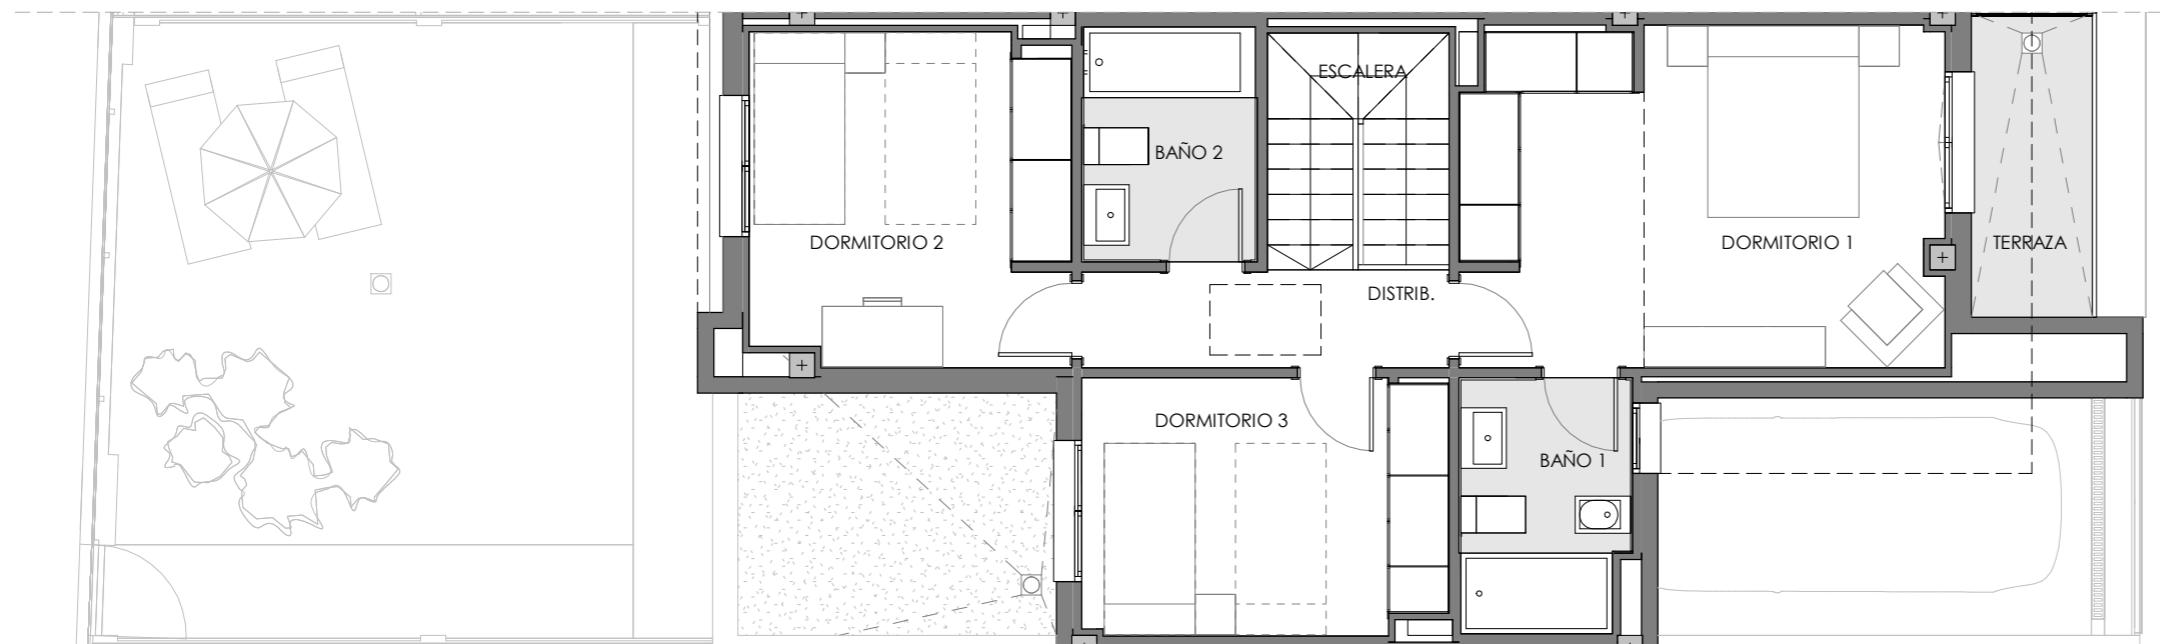 ESCALERA
BAÑO 2
DORMITORIO 2
DORMITORIO 1
TERRAZA
DISTRIB.
DORMITORIO 3
BAÑO 1